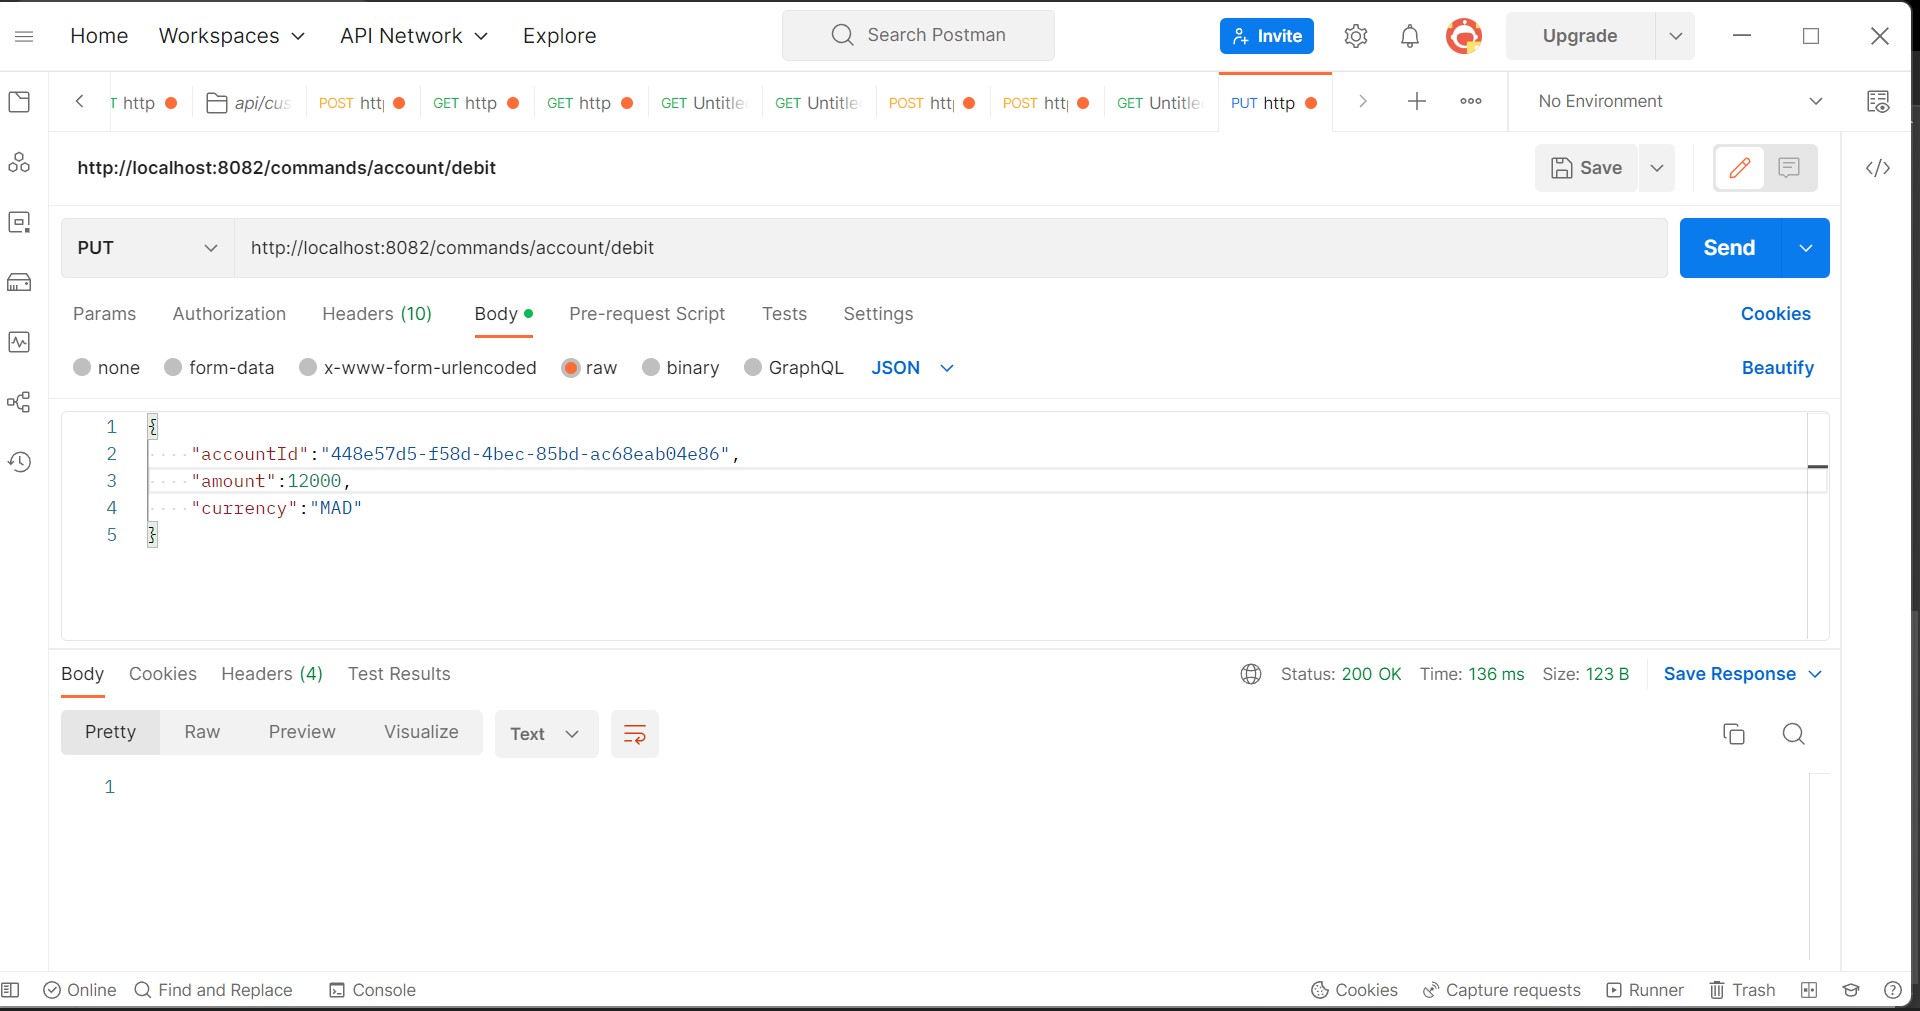 Home Workspaces API Network Explore Search Postman Invite Upgrade
http api/cus POST http GET http GET http GET Untitle GET Untitle POST http POST http GET Untitle PUT http No Environment
http://localhost:8082/commands/account/debit Save
PUT http://localhost:8082/commands/account/debit Send
Params Authorization Headers (10) Body Pre-request Script Tests Settings Cookies
none form-data x-www-form-urlencoded raw binary GraphQL JSON Beautify
1 {
2 "accountId":"448e57d5-f58d-4bec-85bd-ac68eab04e86",
3 "amount":12000,
4 "currency":"MAD"
5 }
Body Cookies Headers (4) Test Results Status: 200 OK Time: 136 ms Size: 123 B Save Response
Pretty Raw Preview Visualize Text
1
Online Find and Replace Console Cookies Capture requests Runner Trash